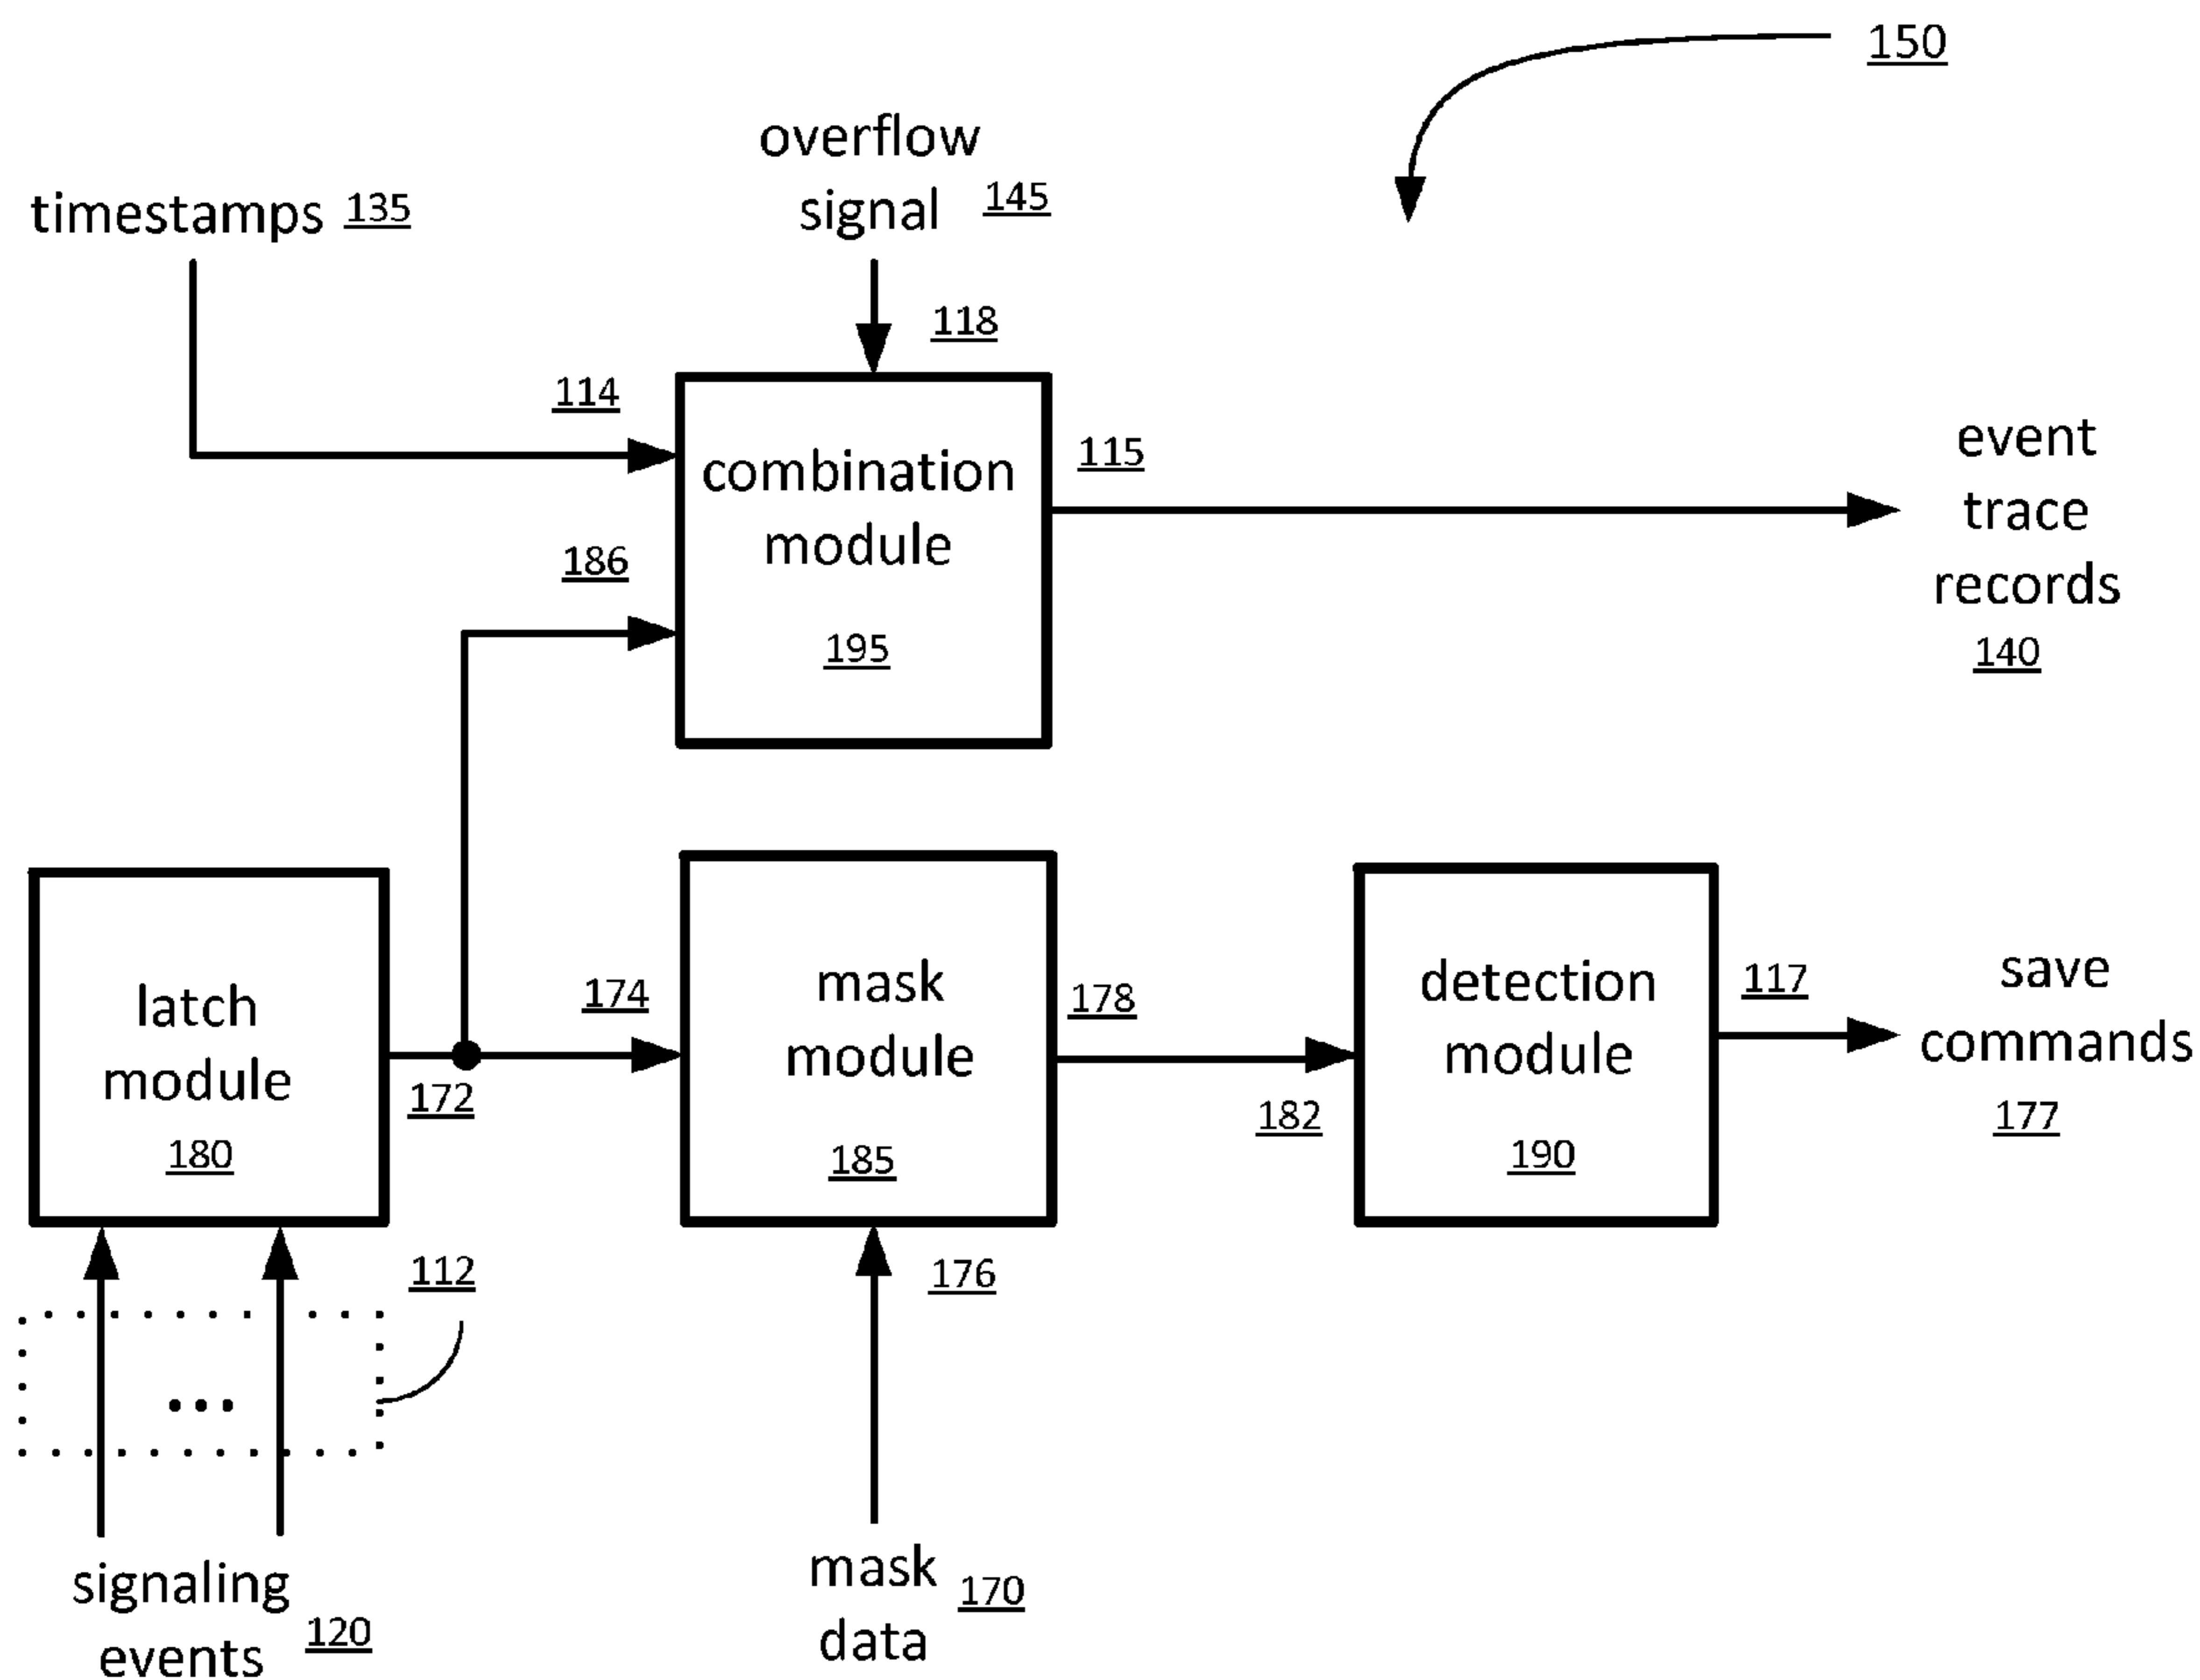 150
overflow
signal 145
timestamps 135
118
114
combination
module
195
115
186
event
trace
records
140
latch
module
180
172
174
mask
module
185
178
182
176
detection
module
190
117
save
commands
177
112
...
signaling
events 120
mask
data 170